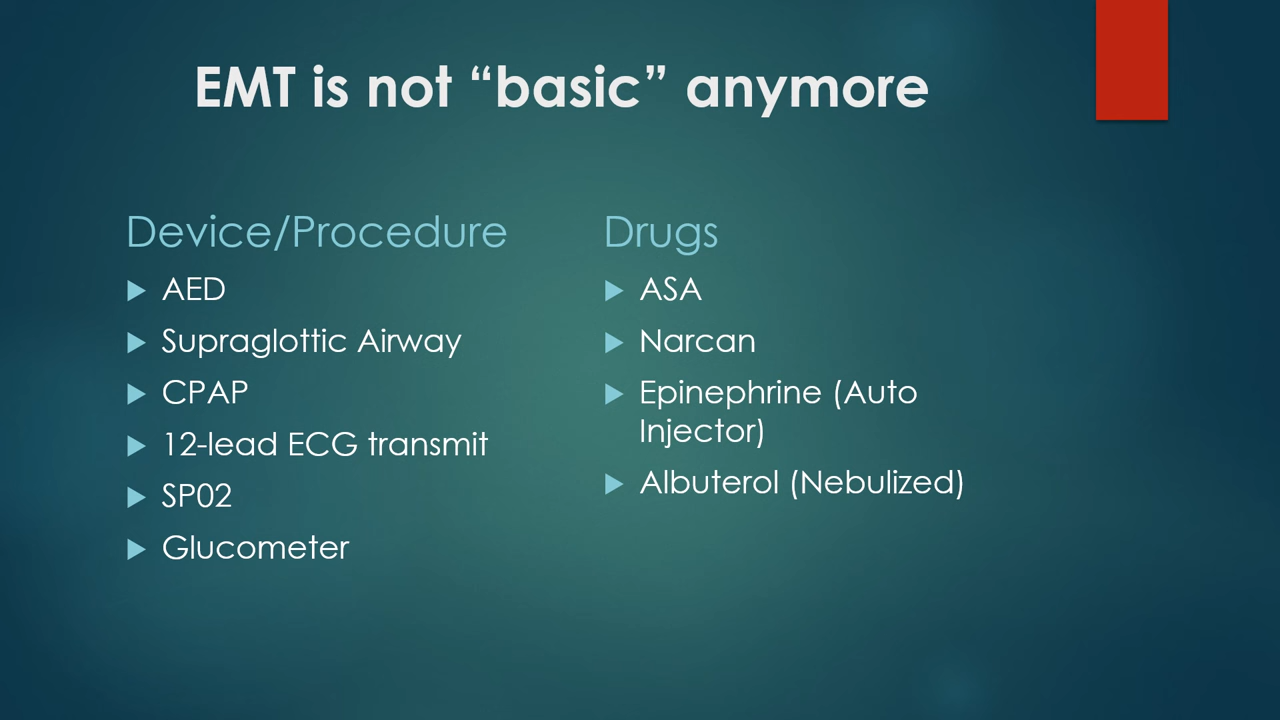 EMT is not “basic” anymore
Device/Procedure
AED
Supraglottic Airway
CPAP
12-lead ECG transmit
SP02
Glucometer
Drugs
ASA
Narcan
Epinephrine (Auto
Injector)
Albuterol (Nebulized)